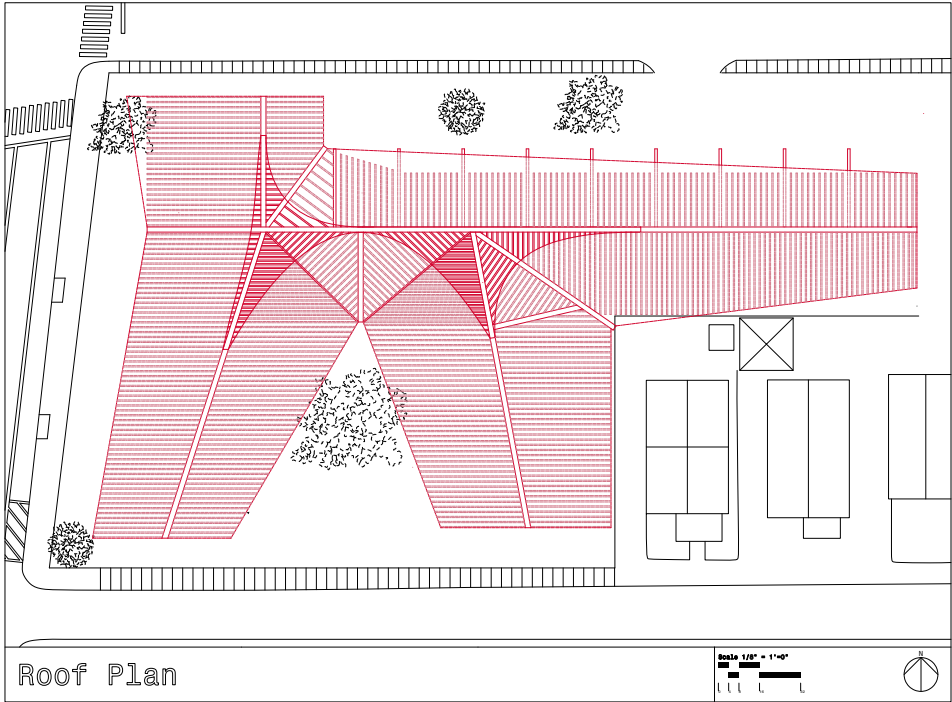 Roof Plan
Scale 1/8" = 1'=0"
N